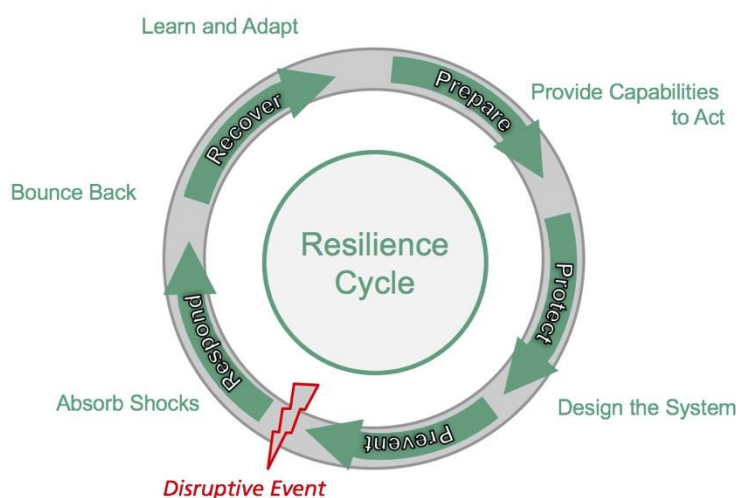 Learn and Adapt
Prepare
Provide Capabilities
to Act
Recover
Bounce Back
Resilience
Cycle
Protect
Respond
Absorb Shocks
Design the System
Prevent
Disruptive Event